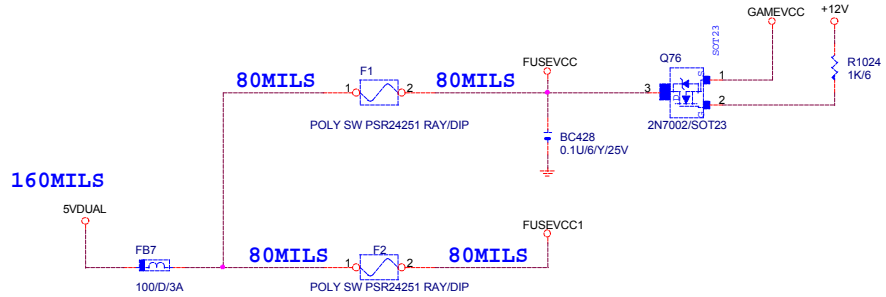 GAMEVCC
+12V
SOT23
FUSEVCC
Q76
F1
80MILS
80MILS
R1024
1K/6
1
2
3
1
2
POLY SW PSR24251 RAY/DIP
S
D
G
2N7002/SOT23
BC428
0.1U/6/Y/25V
160MILS
5VDUAL
FUSEVCC1
FB7
80MILS
F2
80MILS
1
2
100/D/3A
POLY SW PSR24251 RAY/DIP